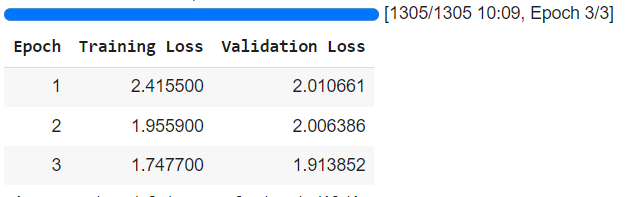 [1305/1305 10:09, Epoch 3/3]
Epoch Training Loss Validation Loss
1 2.415500 2.010661
2 1.955900 2.006386
3 1.747700 1.913852